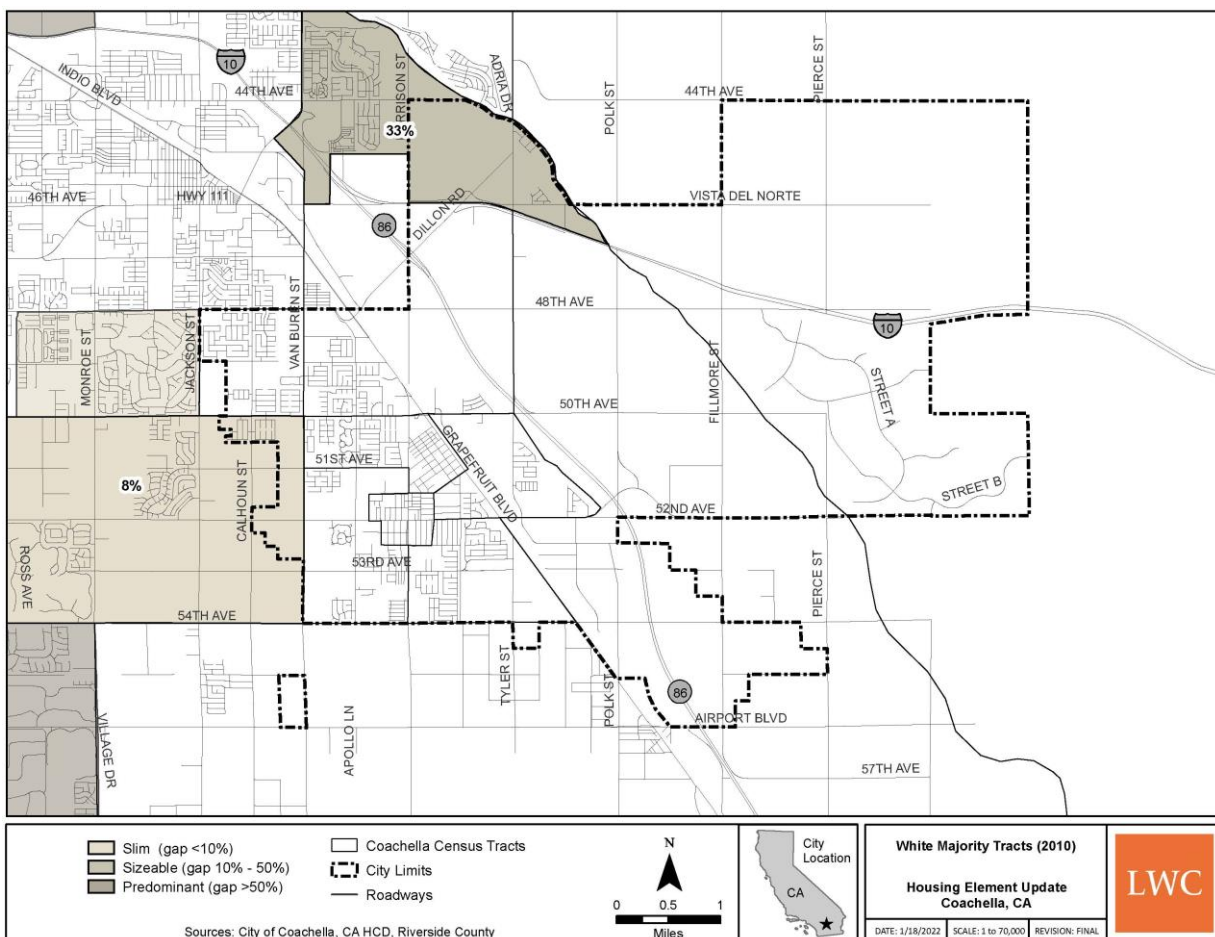 10
INDIO BLVD
44TH AVE
HARRISON ST
33%
ADRIA DR
POLK ST
PIERCE ST
44TH AVE
46TH AVE
HWY 111
86
DILLON RD
VISTA DEL NORTE
48TH AVE
10
MONROE ST
JACKSON ST
VAN BUREN ST
FILLMORE ST
STREET A
50TH AVE
GRAPEFRUIT BLVD
51ST AVE
CALHOUN ST
8%
STREET B
52ND AVE
53RD AVE
ROSS AVE
54TH AVE
PIERCE ST
TYLER ST
POLK ST
86
AIRPORT BLVD
VILLAGE DR
APOLLO LN
57TH AVE
Slim (gap <10%)
Sizeable (gap 10% - 50%)
Predominant (gap >50%)
Coachella Census Tracts
City Limits
Roadways
Sources: City of Coachella, CA HCD, Riverside County
N
0 0.5 1
Miles
City
Location
CA
White Majority Tracts (2010)
Housing Element Update
Coachella, CA
DATE: 1/18/2022 SCALE: 1 to 70,000 REVISION: FINAL
LWC